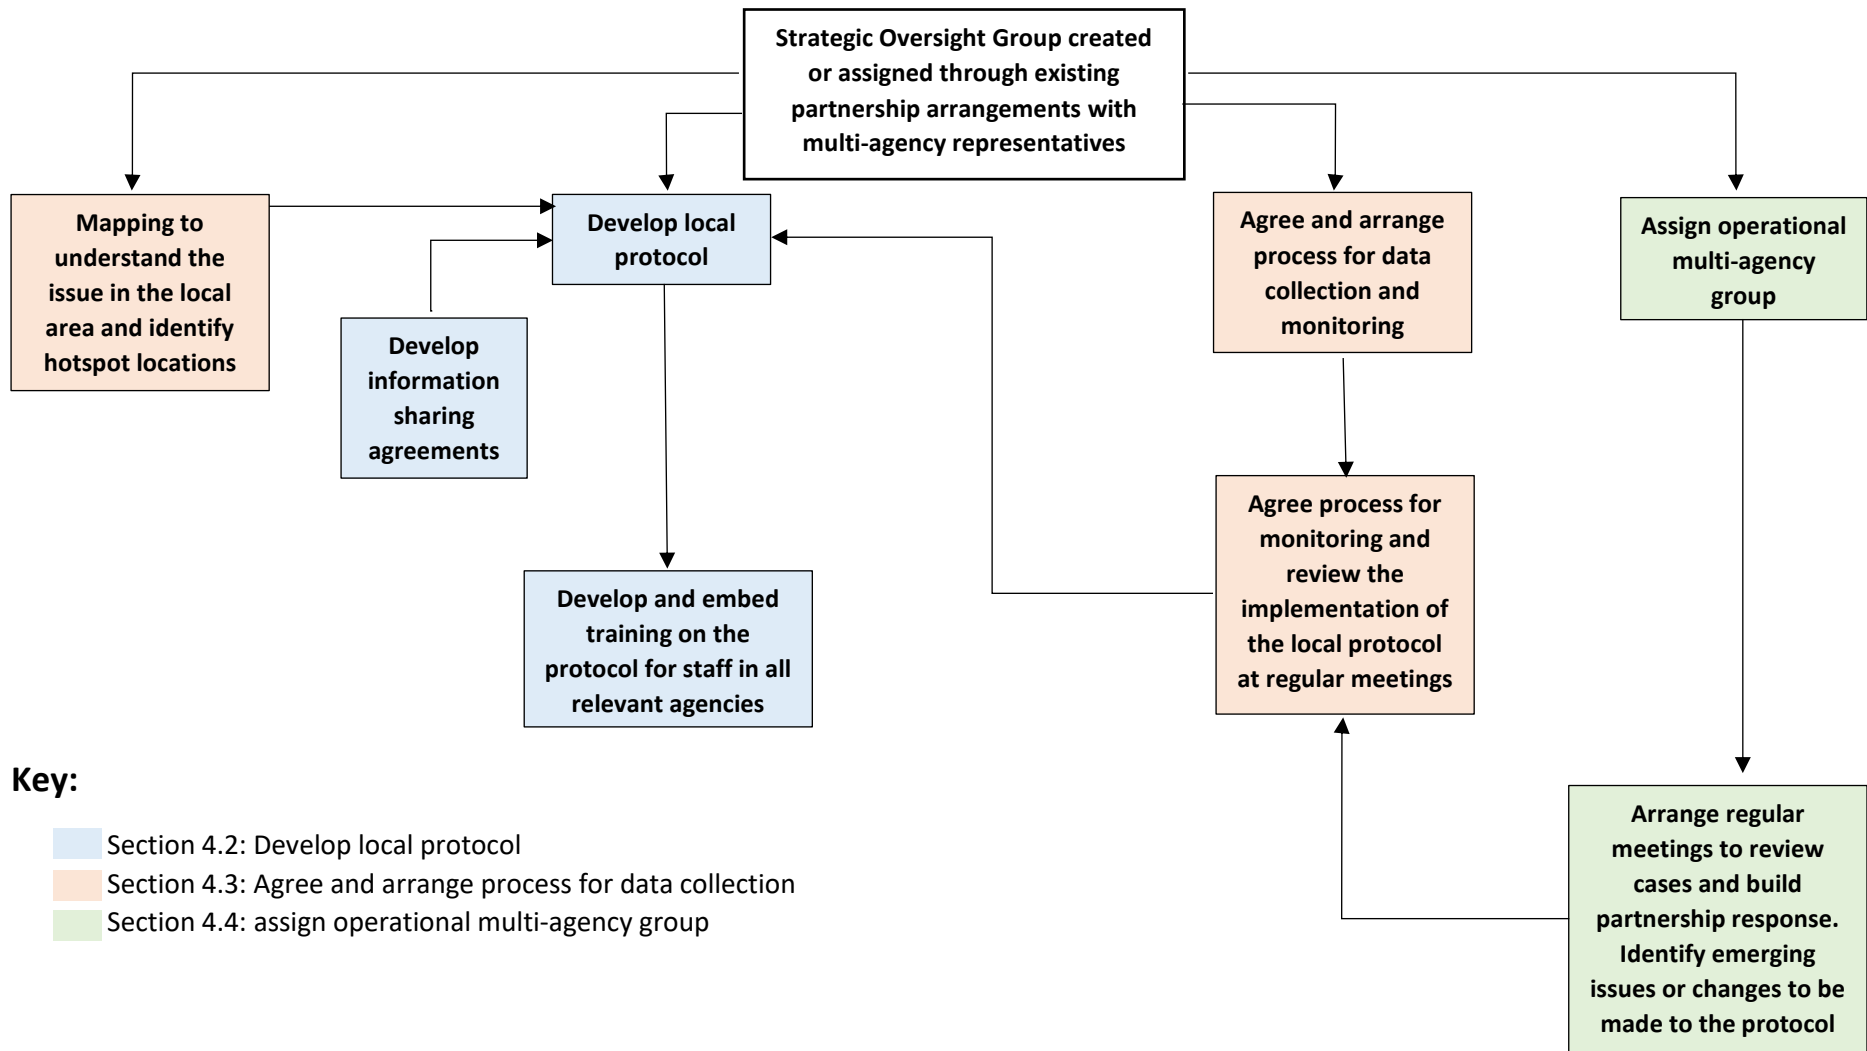 Strategic Oversight Group created
or assigned through existing
partnership arrangements with
multi-agency representatives
Mapping to
understand the
issue in the local
area and identify
hotspot locations
Develop local
protocol
Agree and arrange
process for data
collection and
monitoring
Assign operational
multi-agency
group
Develop
information
sharing
agreements
Agree process for
monitoring and
review the
implementation of
the local protocol
at regular meetings
Develop and embed
training on the
protocol for staff in all
relevant agencies
Arrange regular
meetings to review
cases and build
partnership response.
Identify emerging
issues or changes to be
made to the protocol
Key:
Section 4.2: Develop local protocol
Section 4.3: Agree and arrange process for data collection
Section 4.4: assign operational multi-agency group